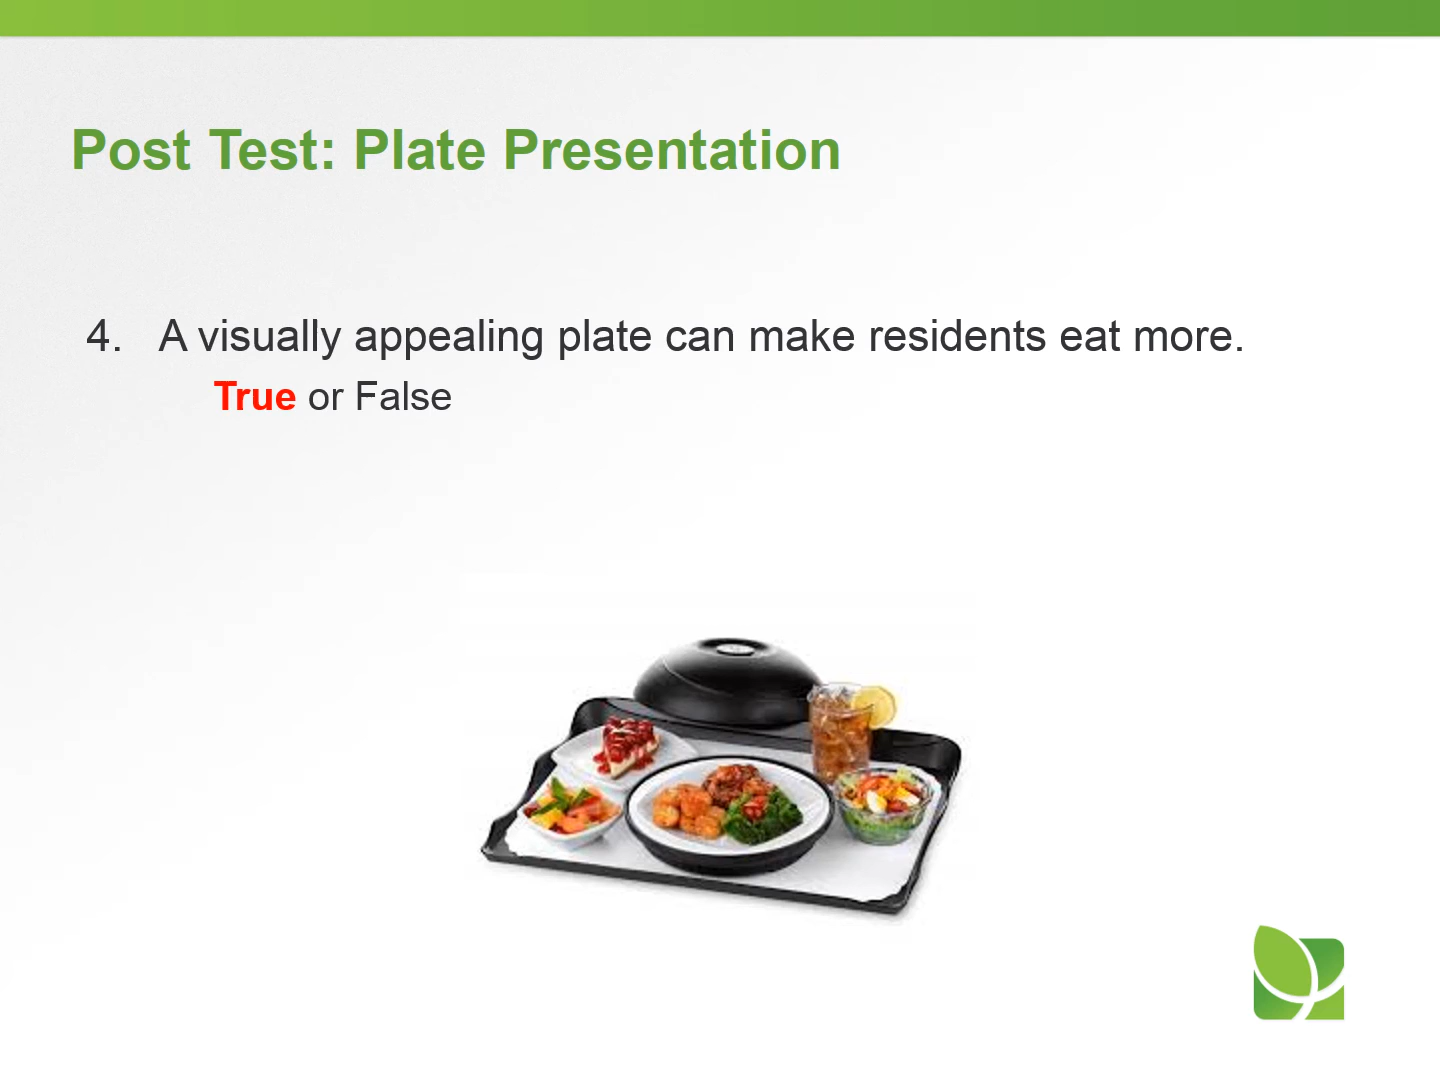 Post Test: Plate Presentation
4. A visually appealing plate can make residents eat more.
True or False